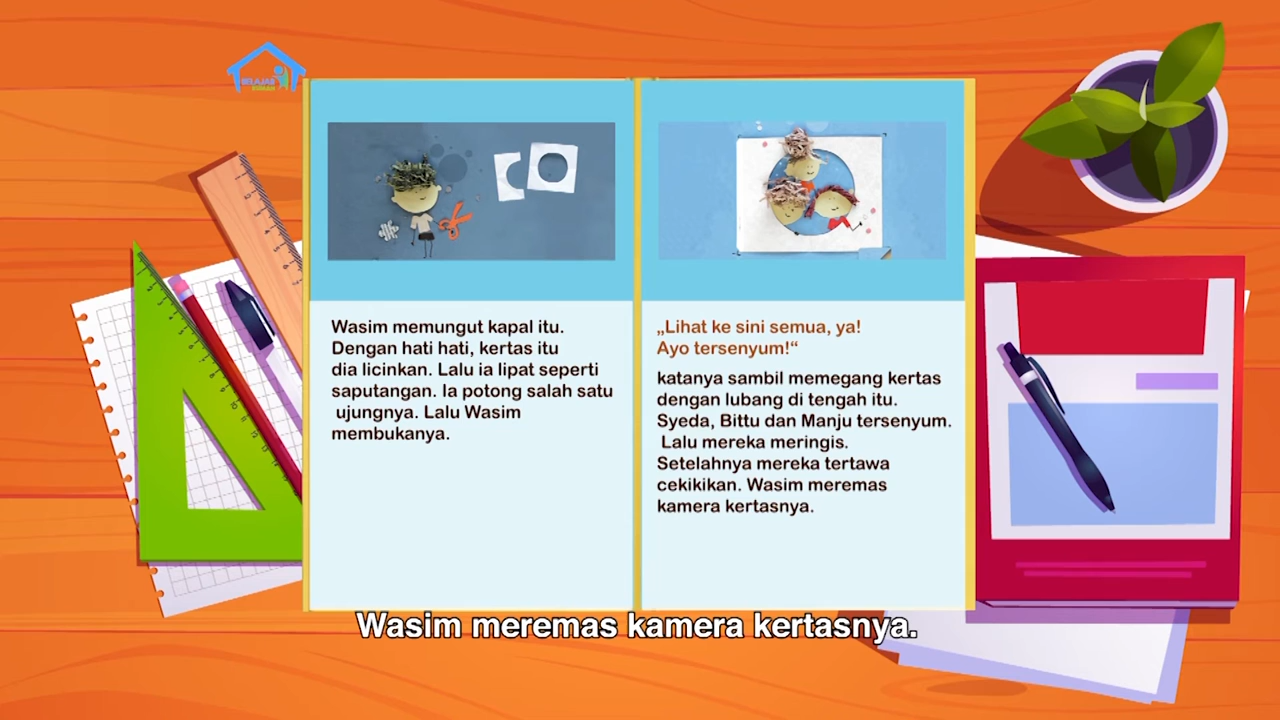 BELAJAR
RUMAH
Wasim memungut kapal itu.
Dengan hati hati, kertas itu
dia licinkan. Lalu ia lipat seperti
saputangan. Ia potong salah satu
ujungnya. Lalu Wasim
membukanya.
„Lihat ke sini semua, ya!
Ayo tersenyum!“
katanya sambil memegang kertas
dengan lubang di tengah itu.
Syeda, Bittu dan Manju tersenyum.
Lalu mereka meringis.
Setelahnya mereka tertawa
cekikikan. Wasim meremas
kamera kertasnya.
Wasim meremas kamera kertasnya.